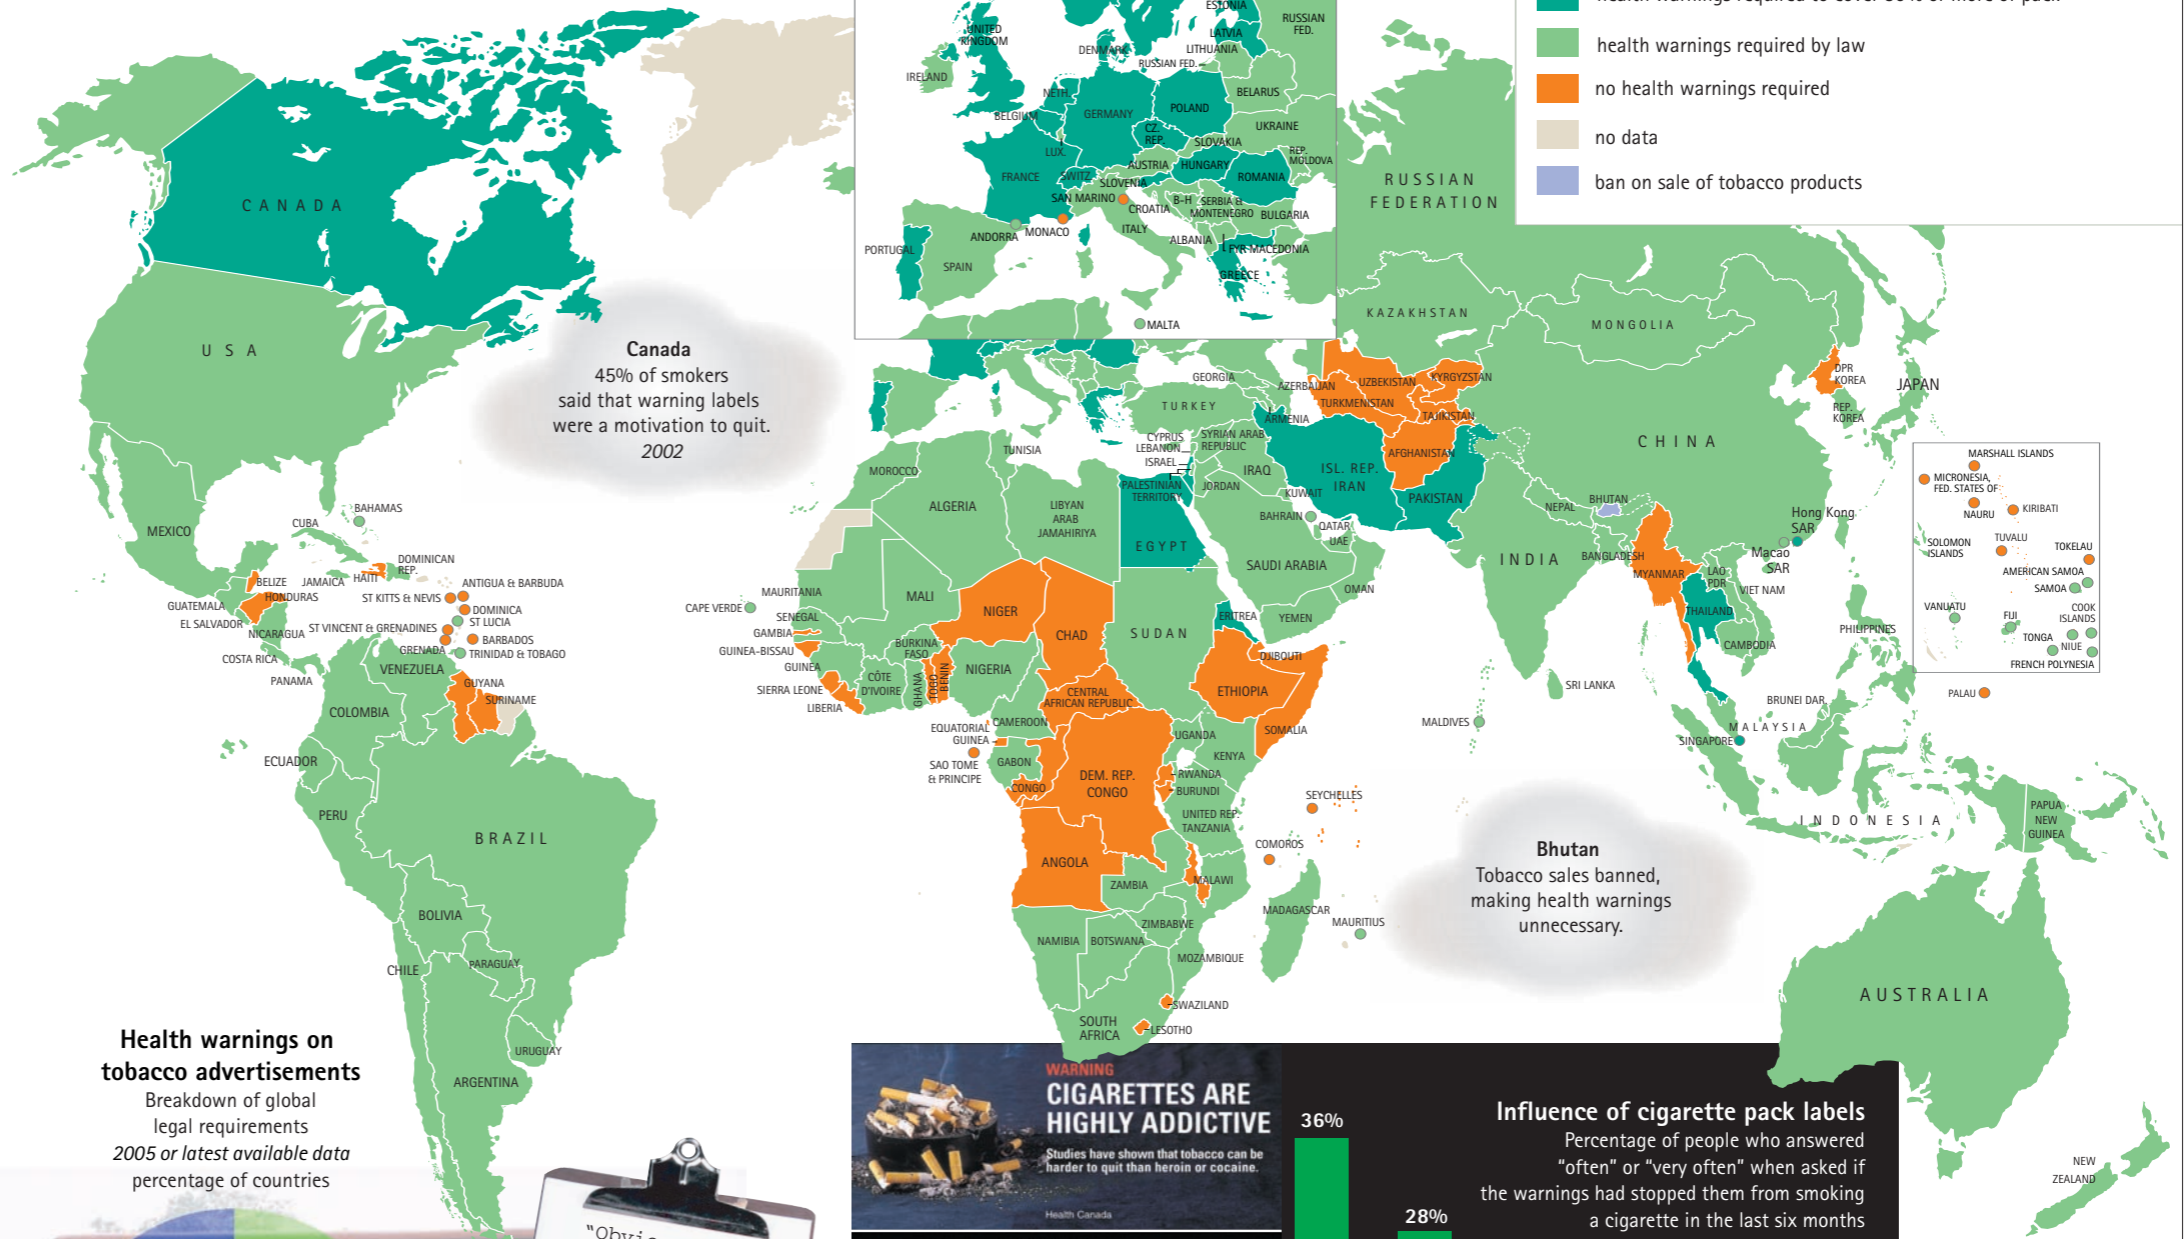 health warnings required by law
no health warnings required
no data
ban on sale of tobacco products
ESTONIA
RUSSIAN
FED.
LATVIA
LITHUANIA
RUSSIAN FED.
UNITED
KINGDOM
DENMARK
IRELAND
NETH.
BELGIUM
GERMANY
POLAND
BELARUS
CZ.
REP.
UKRAINE
LUX.
SLOVAKIA
REP.
MOLDOVA
AUSTRIA
HUNGARY
FRANCE
SWITZ.
SLOVENIA
ROMANIA
SAN MARINO
CROATIA
B-H
SERBIA &
MONTENEGRO
BULGARIA
ANDORRA
MONACO
ITALY
ALBANIA
FYR MACEDONIA
PORTUGAL
SPAIN
GREECE
MALTA
CANADA
USA
Canada
45% of smokers
said that warning labels
were a motivation to quit.
2002
RUSSIAN
FEDERATION
KAZAKHSTAN
MONGOLIA
GEORGIA
AZERBAIJAN
UZBEKISTAN
KYRGYZSTAN
TURKMENISTAN
TAJIKISTAN
TURKEY
ARMENIA
DPR
KOREA
JAPAN
REP.
KOREA
CHINA
TUNISIA
CYPRUS
LEBANON
ISRAEL
SYRIAN ARAB
REPUBLIC
IRAQ
ISL. REP.
IRAN
AFGHANISTAN
MOROCCO
PALESTINIAN
TERRITORY
JORDAN
KUWAIT
PAKISTAN
ALGERIA
LIBYAN
ARAB
JAMAHIRIYA
EGYPT
BAHRAIN
QATAR
UAE
NEPAL
BHUTAN
Hong Kong
SAR
Macao
SAR
MEXICO
CUBA
BAHAMAS
DOMINICAN
REP.
BELIZE
JAMAICA
HAITI
ANTIGUA & BARBUDA
HONDURAS
ST KITTS & NEVIS
GUATEMALA
DOMINICA
EL SALVADOR
ST LUCIA
NICARAGUA
ST VINCENT & GRENADINES
BARBADOS
GRENADA
TRINIDAD & TOBAGO
COSTA RICA
PANAMA
VENEZUELA
GUYANA
SURINAME
COLOMBIA
ECUADOR
PERU
BRAZIL
BOLIVIA
PARAGUAY
CHILE
URUGUAY
ARGENTINA
MAURITANIA
MALI
NIGER
CHAD
SUDAN
ERITREA
SAUDI ARABIA
OMAN
YEMEN
CAPE VERDE
SENEGAL
GAMBIA
GUINEA-BISSAU
GUINEA
SIERRA LEONE
LIBERIA
BURKINA
FASO
CÔTE
D'IVOIRE
GHANA
TOGO
BENIN
NIGERIA
DJIBOUTI
ETHIOPIA
CENTRAL
AFRICAN REPUBLIC
CAMEROON
EQUATORIAL
GUINEA
SAO TOME
& PRINCIPE
GABON
CONGO
DEM. REP.
CONGO
UGANDA
KENYA
SOMALIA
RWANDA
BURUNDI
UNITED REP.
TANZANIA
SEYCHELLES
COMOROS
ANGOLA
ZAMBIA
MALAWI
MADAGASCAR
MAURITIUS
ZIMBABWE
NAMIBIA
BOTSWANA
MOZAMBIQUE
SWAZILAND
SOUTH
AFRICA
LESOTHO
INDIA
BANGLADESH
MYANMAR
LAO
PDR
VIET NAM
THAILAND
CAMBODIA
PHILIPPINES
SRI LANKA
MALDIVES
BRUNEI DAR.
MALAYSIA
SINGAPORE
INDONESIA
PAPUA
NEW
GUINEA
AUSTRALIA
NEW
ZEALAND
MARSHALL ISLANDS
MICRONESIA,
FED. STATES OF
NAURU
KIRIBATI
SOLOMON
ISLANDS
TUVALU
TOKELAU
AMERICAN SAMOA
SAMOA
VANUATU
FIJI
COOK
ISLANDS
TONGA
NIUE
FRENCH POLYNESIA
PALAU
Bhutan
Tobacco sales banned,
making health warnings
unnecessary.
Health warnings on
tobacco advertisements
Breakdown of global
legal requirements
2005 or latest available data
percentage of countries
WARNING
CIGARETTES ARE
HIGHLY ADDICTIVE
Studies have shown that tobacco can be
harder to quit than heroin or cocaine.
Health Canada
36%
28%
Influence of cigarette pack labels
Percentage of people who answered
“often” or “very often” when asked if
the warnings had stopped them from smoking
a cigarette in the last six months